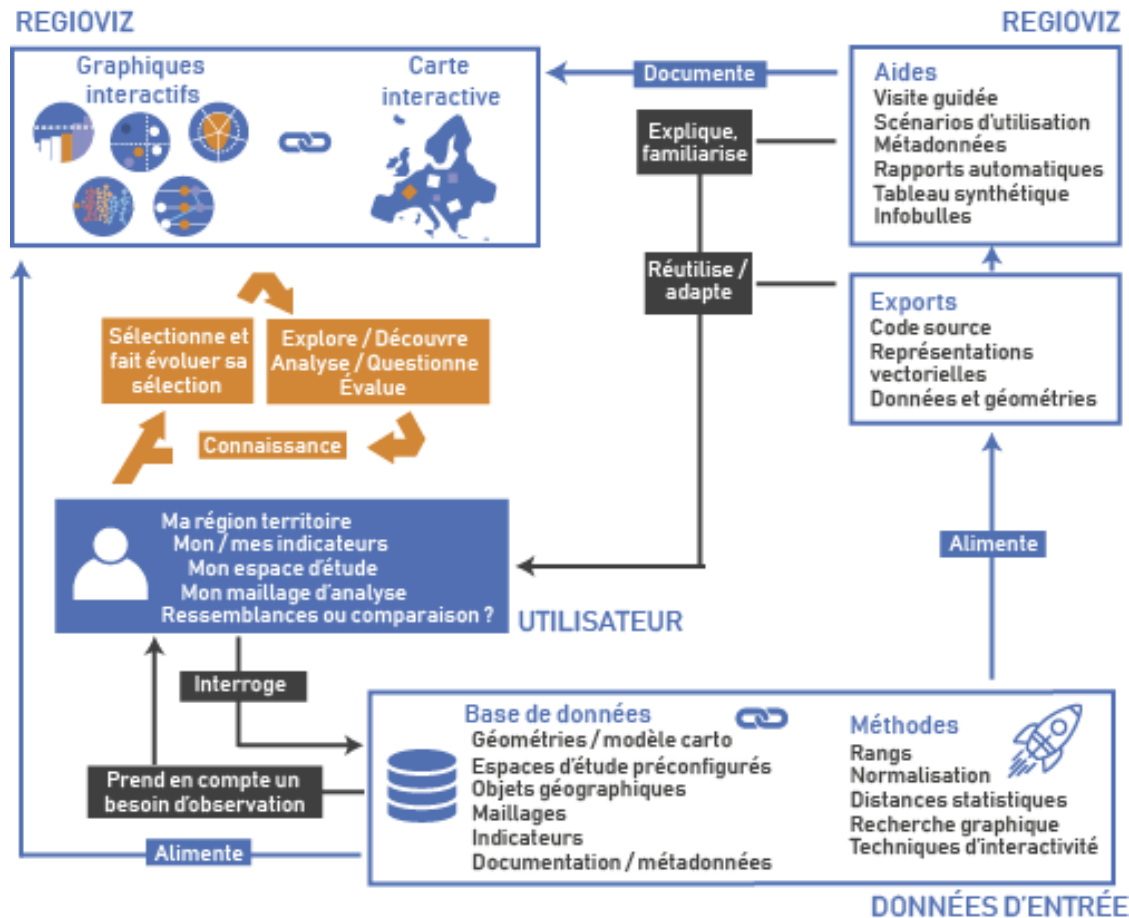 REGIOVIZ
Graphiques
interactifs
Carte
interactive
Documente
REGIOVIZ
Aides
Visite guidée
Scénarios d'utilisation
Métadonnées
Rapports automatiques
Tableau synthétique
Infobulles
Explique,
familiarise
Réutilise /
adapte
Exports
Code source
Représentations
vectorielles
Données et géométries
Sélectionne et
fait évoluer sa
sélection
Explore / Découvre
Analyse / Questionne
Évalue
Connaissance
Ma région territoire
Mon / mes indicateurs
Mon espace d'étude
Mon maillage d'analyse
Ressemblances ou comparaison ?
UTILISATEUR
Alimente
Interroge
Prend en compte un
besoin d'observation
Alimente
Base de données
Géométries / modèle carto
Espaces d'étude préconfigurés
Objets géographiques
Maillages
Indicateurs
Documentation / métadonnées
Méthodes
Rangs
Normalisation
Distances statistiques
Recherche graphique
Techniques d'interactivité
DONNÉES D'ENTRÉE